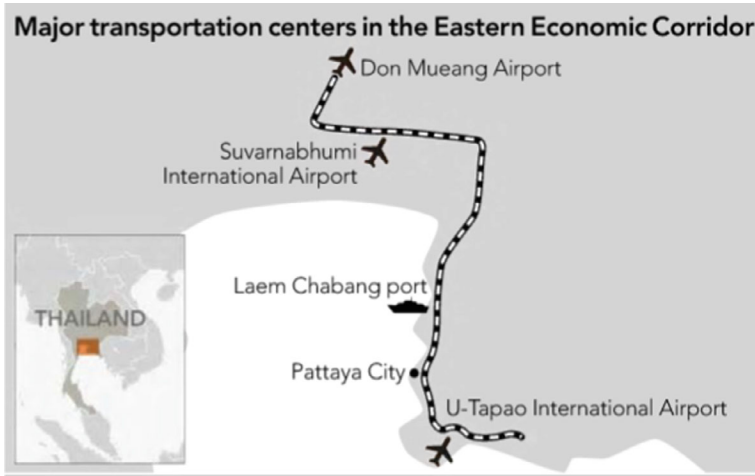 Major transportation centers in the Eastern Economic Corridor
Don Mueang Airport
Suvarnabhumi
International Airport
Laem Chabang port
THAILAND
Pattaya City
U-Tapao International Airport